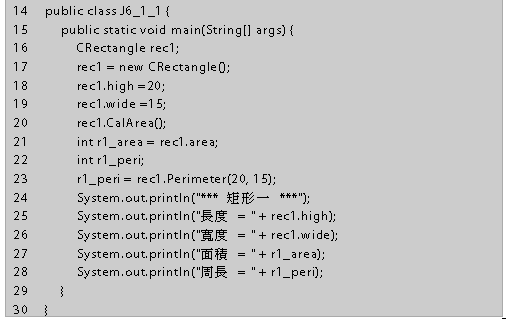 14 public class J6_1_1 {
15 public static void main(String[] args) {
16 CRectangle rec1;
17 rec1 = new CRectangle();
18 rec1.high =20;
19 rec1.wide =15;
20 rec1.CalArea();
21 int r1_area = rec1.area;
22 int r1_peri;
23 r1_peri = rec1.Perimeter(20, 15);
24 System.out.println("*** 矩形一 ***");
25 System.out.println("長度 = "+ rec1.high);
26 System.out.println("寬度 = "+ rec1.wide);
27 System.out.println("面積 = "+ r1_area);
28 System.out.println("周長 = "+ r1_peri);
29 }
30 }